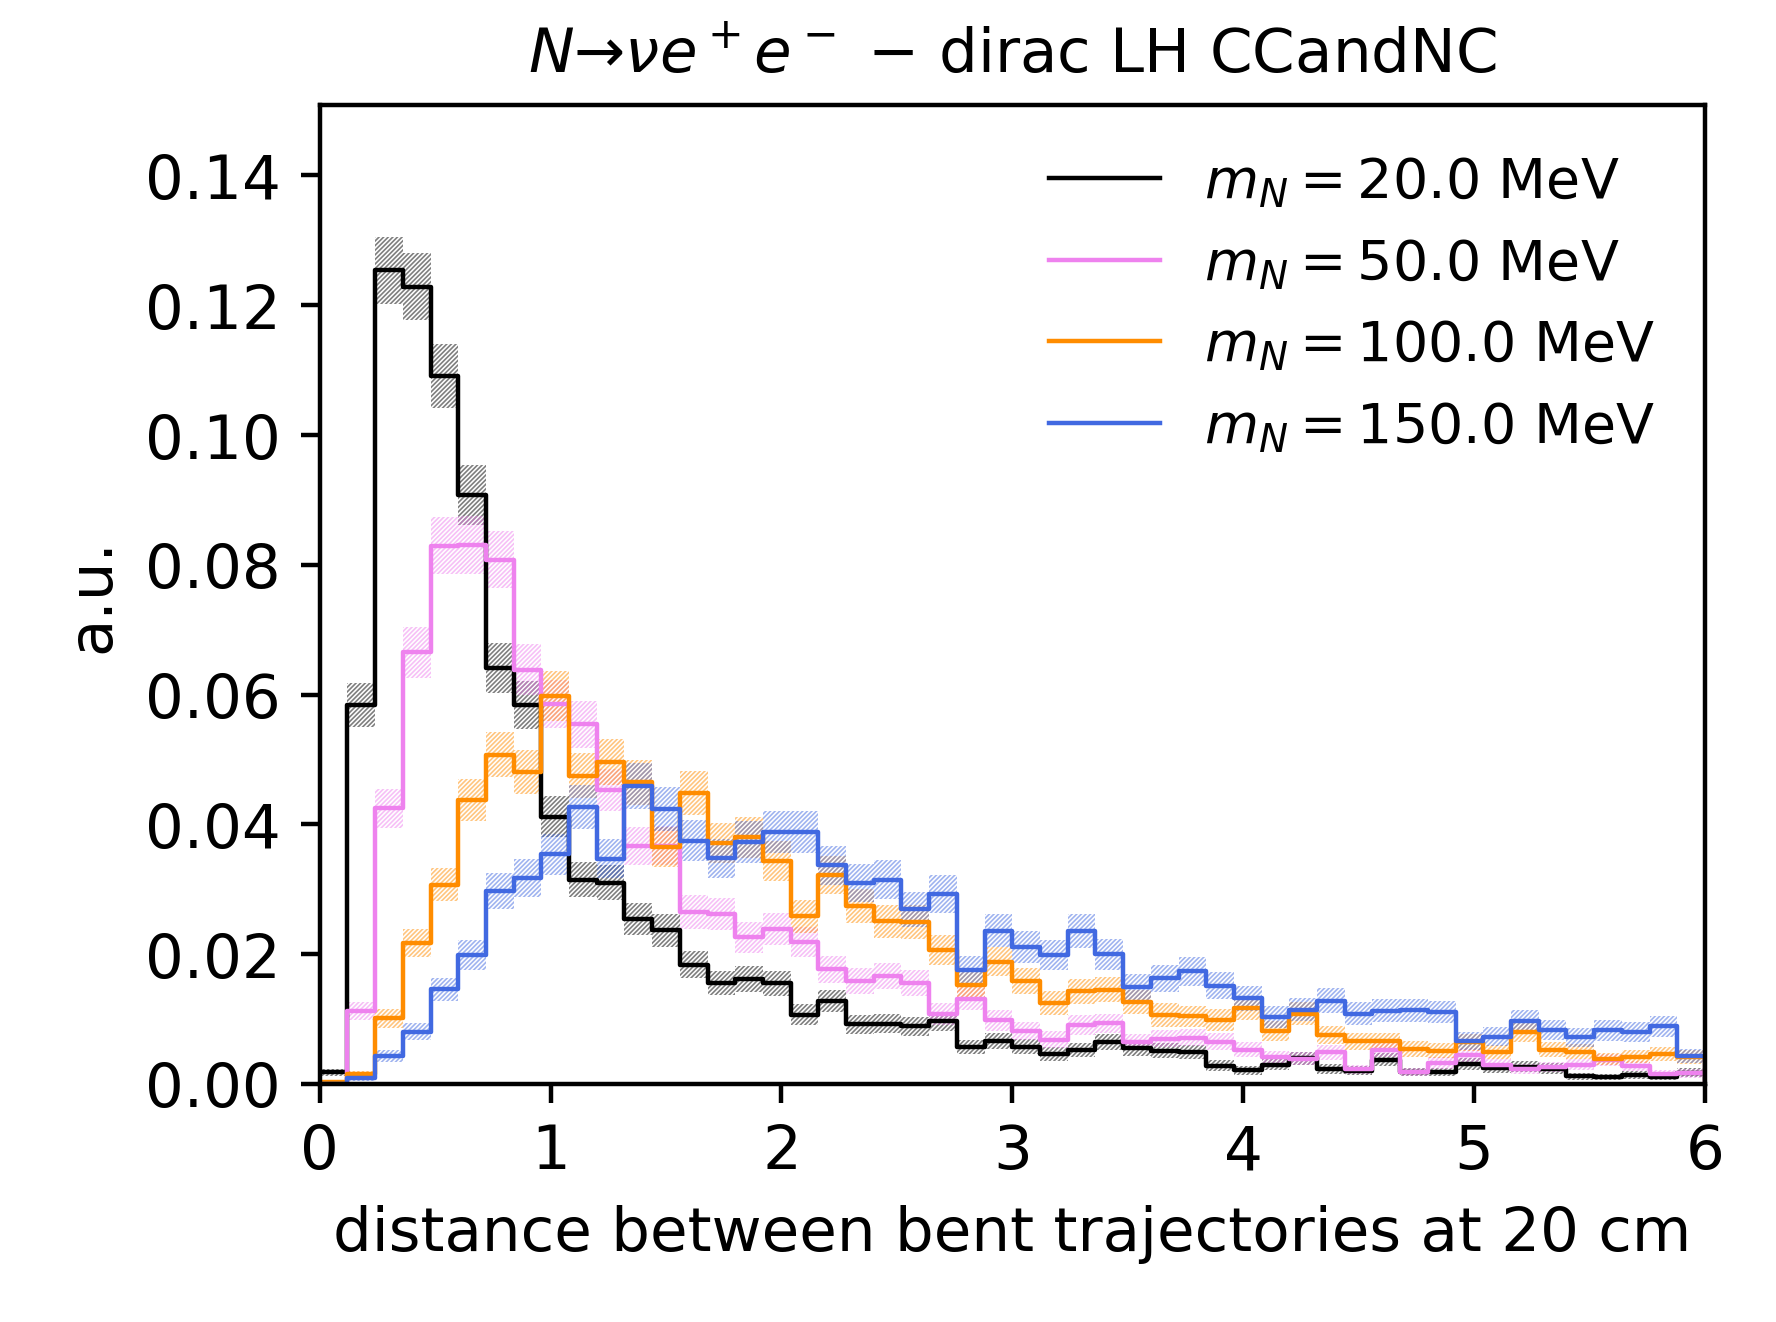 N→νe⁺e⁻ − dirac LH CCandNC
0.14
0.12
0.10
0.08
0.06
0.04
0.02
0.00
a.u.
m_N = 20.0 MeV
m_N = 50.0 MeV
m_N = 100.0 MeV
m_N = 150.0 MeV
0 1 2 3 4 5 6
distance between bent trajectories at 20 cm